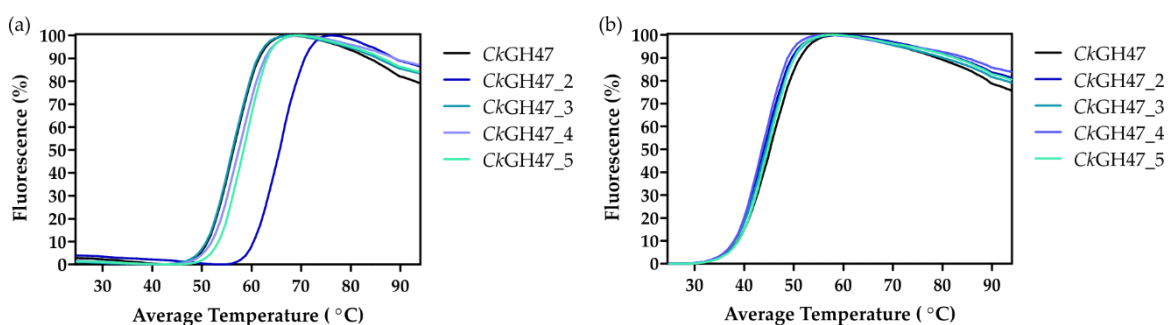 (a)
Fluorescence (%)
100
90
80
70
60
50
40
30
20
10
0
30 40 50 60 70 80 90
Average Temperature ( °C)
CkGH47
CkGH47_2
CkGH47_3
CkGH47_4
CkGH47_5
(b)
Fluorescence (%)
100
90
80
70
60
50
40
30
20
10
0
30 40 50 60 70 80 90
Average Temperature ( °C)
CkGH47
CkGH47_2
CkGH47_3
CkGH47_4
CkGH47_5